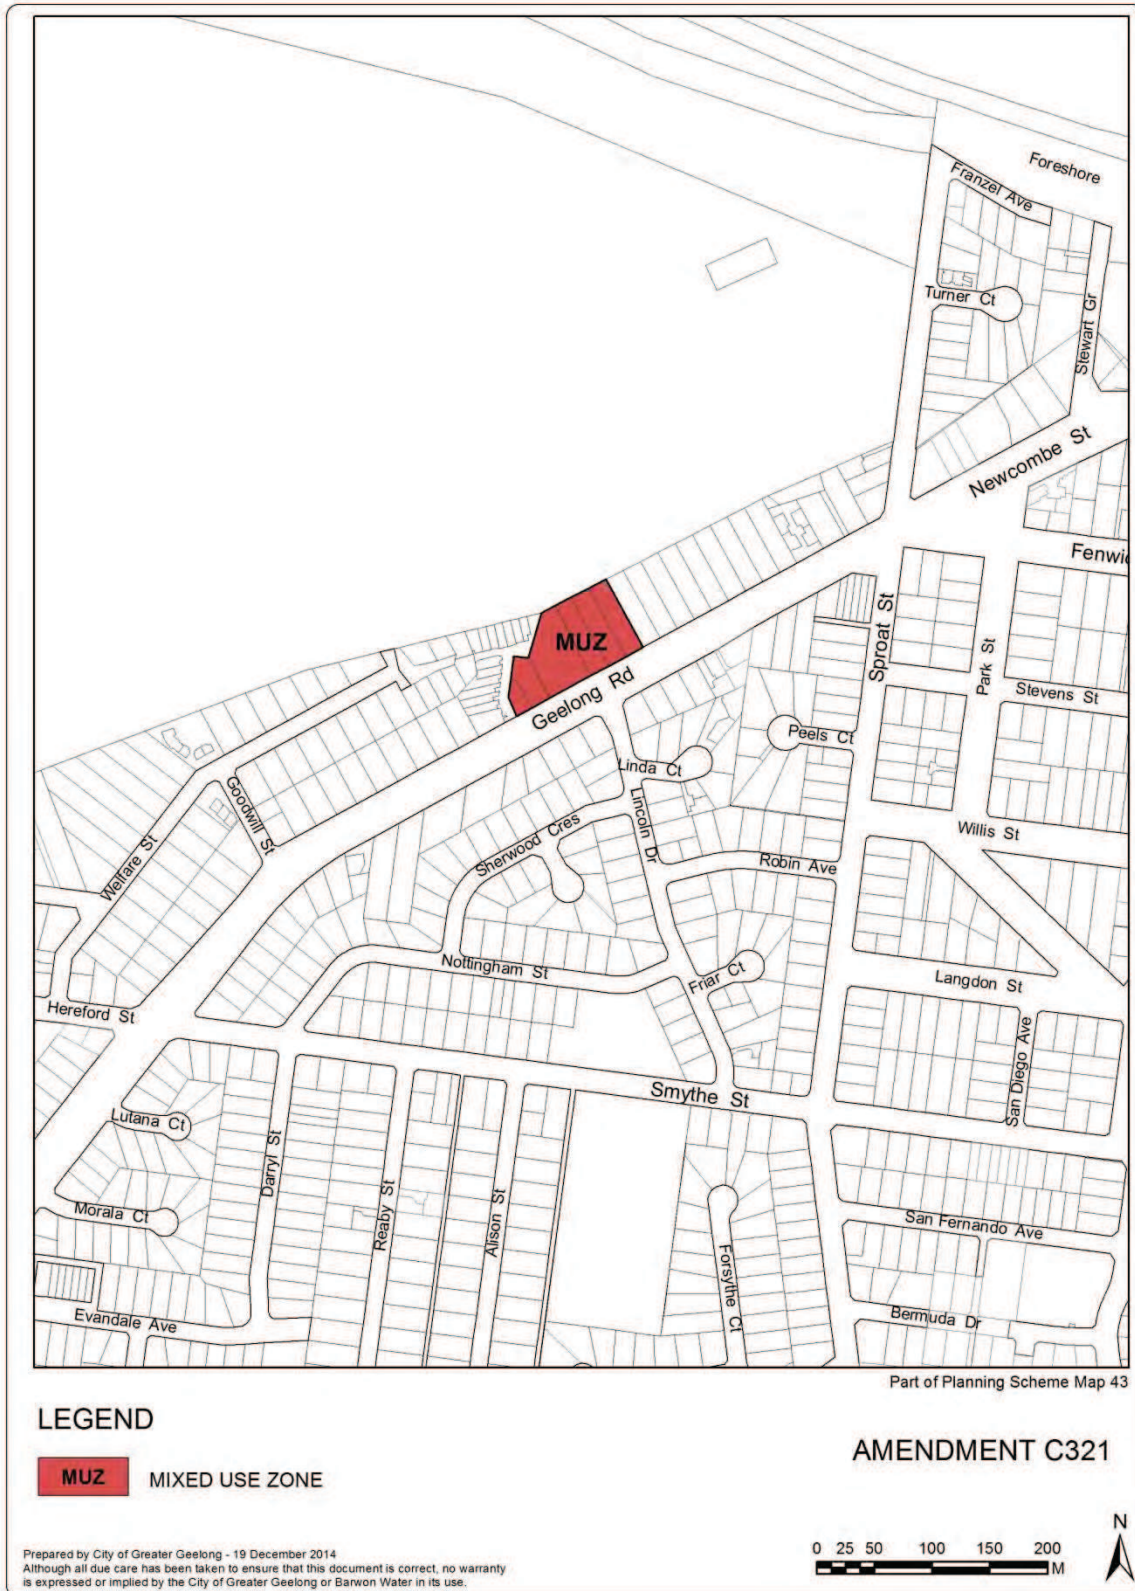 Foreshore
Franzel Ave
Turner Ct
Stewart Gr
Newcombe St
Fenwic
MUZ
Geelong Rd
Sproat St
Park St
Stevens St
Peels Ct
Linda Ct
Lincoln Dr
Goodwill St
Sherwood Cres
Willis St
Robin Ave
Welfare St
Nottingham St
Friar Ct
Langdon St
Hereford St
San Diego Ave
Smythe St
Lutana Ct
Darryl St
Reaby St
Alison St
Morala Ct
San Fernando Ave
Forsythe Ct
Evandale Ave
Bermuda Dr
Part of Planning Scheme Map 43
LEGEND
AMENDMENT C321
MUZ MIXED USE ZONE
N
Prepared by City of Greater Geelong - 19 December 2014
Although all due care has been taken to ensure that this document is correct, no warranty
is expressed or implied by the City of Greater Geelong or Barwon Water in its use.
0 25 50 100 150 200
M